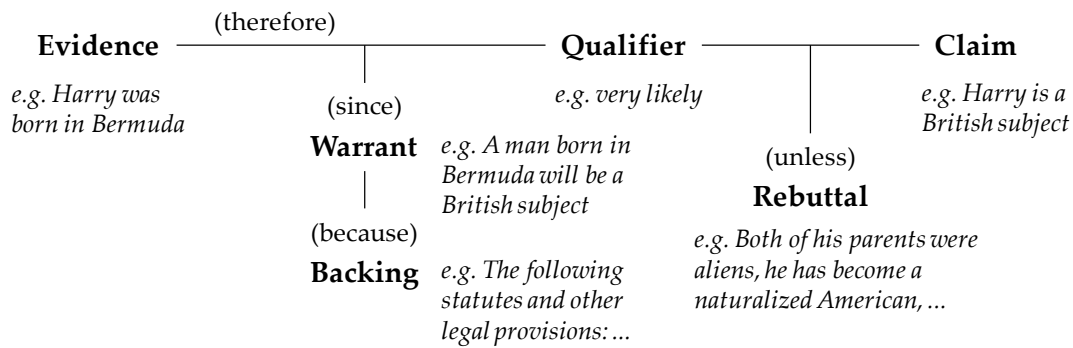 (therefore)
Evidence
Qualifier
Claim
e.g. Harry was
born in Bermuda
e.g. very likely
e.g. Harry is a
British subject
(since)
Warrant
e.g. A man born in
Bermuda will be a
British subject
(unless)
Rebuttal
e.g. Both of his parents were
aliens, he has become a
naturalized American, ...
(because)
Backing
e.g. The following
statutes and other
legal provisions: ...